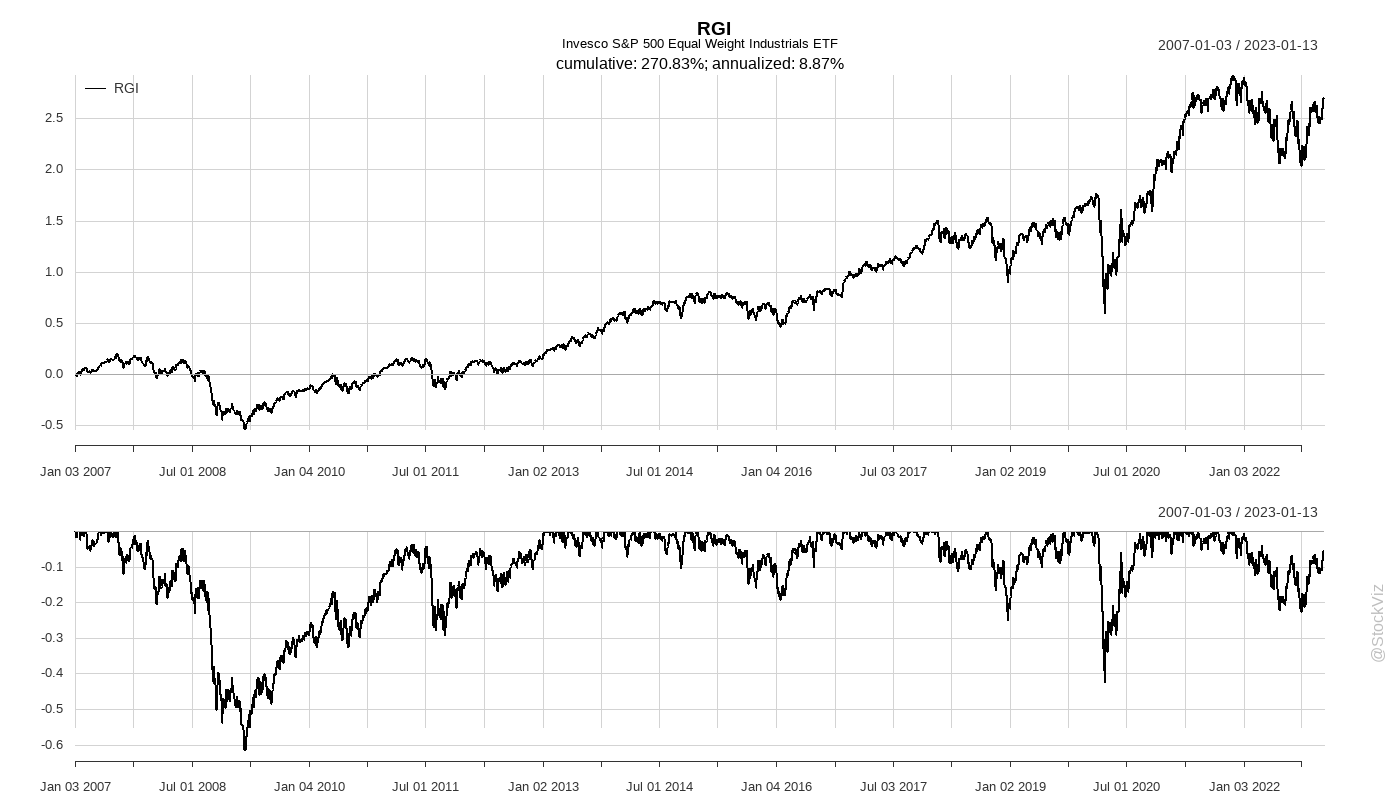 RGI
Invesco S&P 500 Equal Weight Industrials ETF
cumulative: 270.83%; annualized: 8.87%
2007-01-03 / 2023-01-13
RGI
2.5
2.0
1.5
1.0
0.5
0.0
-0.5
Jan 03 2007 Jul 01 2008 Jan 04 2010 Jul 01 2011 Jan 02 2013 Jul 01 2014 Jan 04 2016 Jul 03 2017 Jan 02 2019 Jul 01 2020 Jan 03 2022
2007-01-03 / 2023-01-13
-0.1
-0.2
-0.3
-0.4
-0.5
-0.6
Jan 03 2007 Jul 01 2008 Jan 04 2010 Jul 01 2011 Jan 02 2013 Jul 01 2014 Jan 04 2016 Jul 03 2017 Jan 02 2019 Jul 01 2020 Jan 03 2022
@StockViz